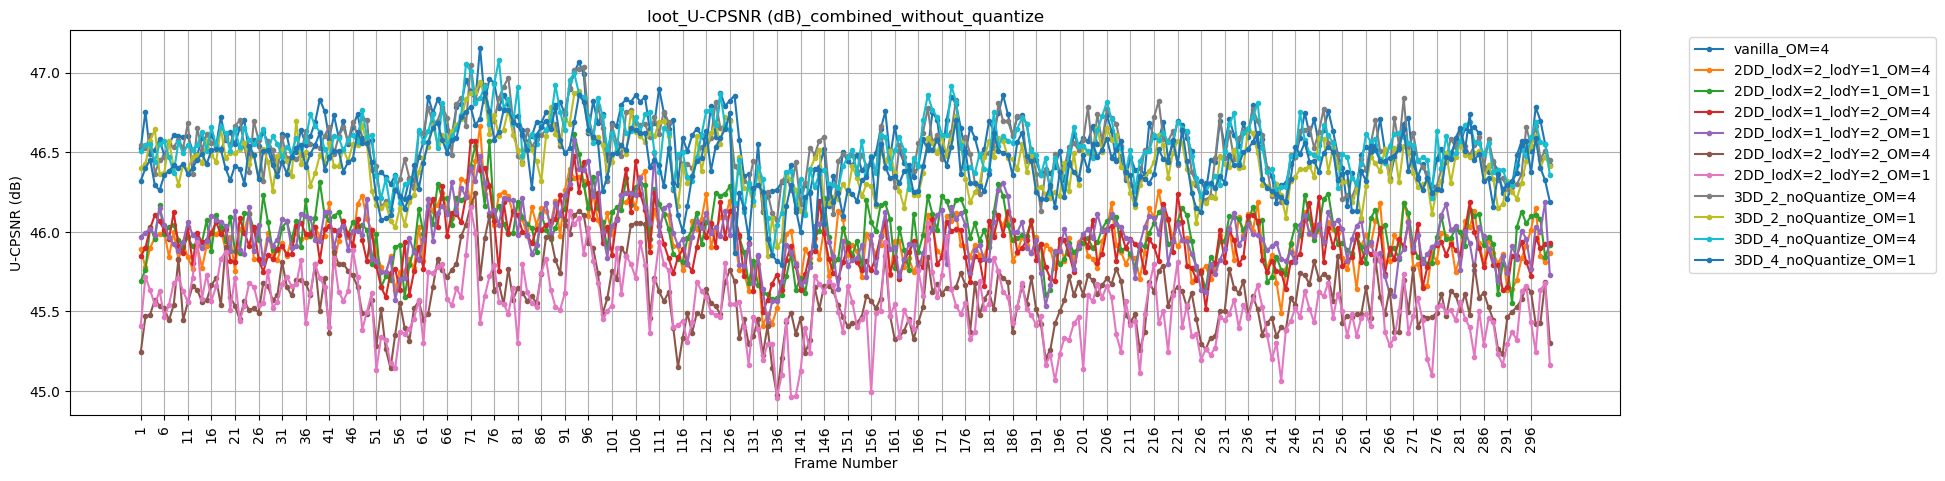 loot_U-CPSNR (dB)_combined_without_quantize
U-CPSNR (dB)
47.0
46.5
46.0
45.5
45.0
1 6 11 16 21 26 31 36 41 46 51 56 61 66 71 76 81 86 91 96 101 106 111 116 121 126 131 136 141 146 151 156 161 166 171 176 181 186 191 196 201 206 211 216 221 226 231 236 241 246 251 256 261 266 271 276 281 286 291 296
Frame Number
vanilla_OM=4
2DD_lodX=2_lodY=1_OM=4
2DD_lodX=2_lodY=1_OM=1
2DD_lodX=1_lodY=2_OM=4
2DD_lodX=1_lodY=2_OM=1
2DD_lodX=2_lodY=2_OM=4
2DD_lodX=2_lodY=2_OM=1
3DD_2_noQuantize_OM=4
3DD_2_noQuantize_OM=1
3DD_4_noQuantize_OM=4
3DD_4_noQuantize_OM=1